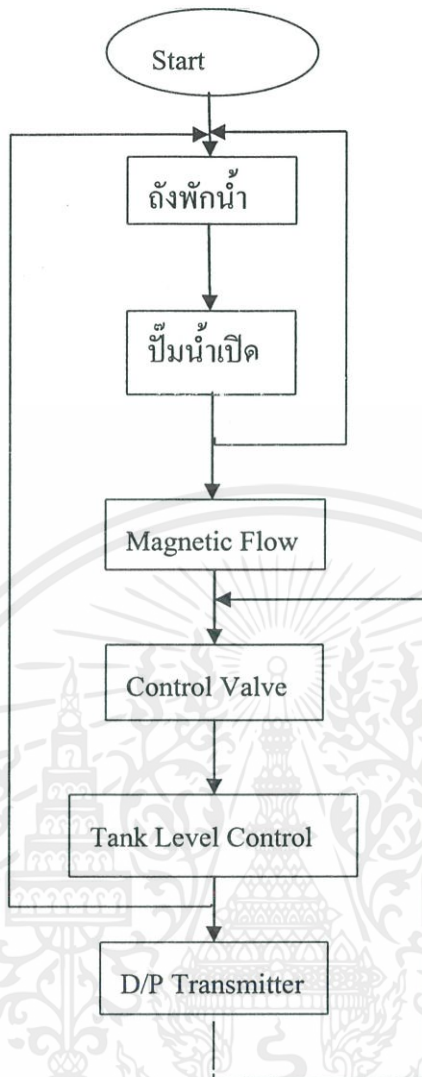 Start
ถังพักน้ำ
ปั๊มน้ำเปิด
Magnetic Flow
Control Valve
Tank Level Control
D/P Transmitter